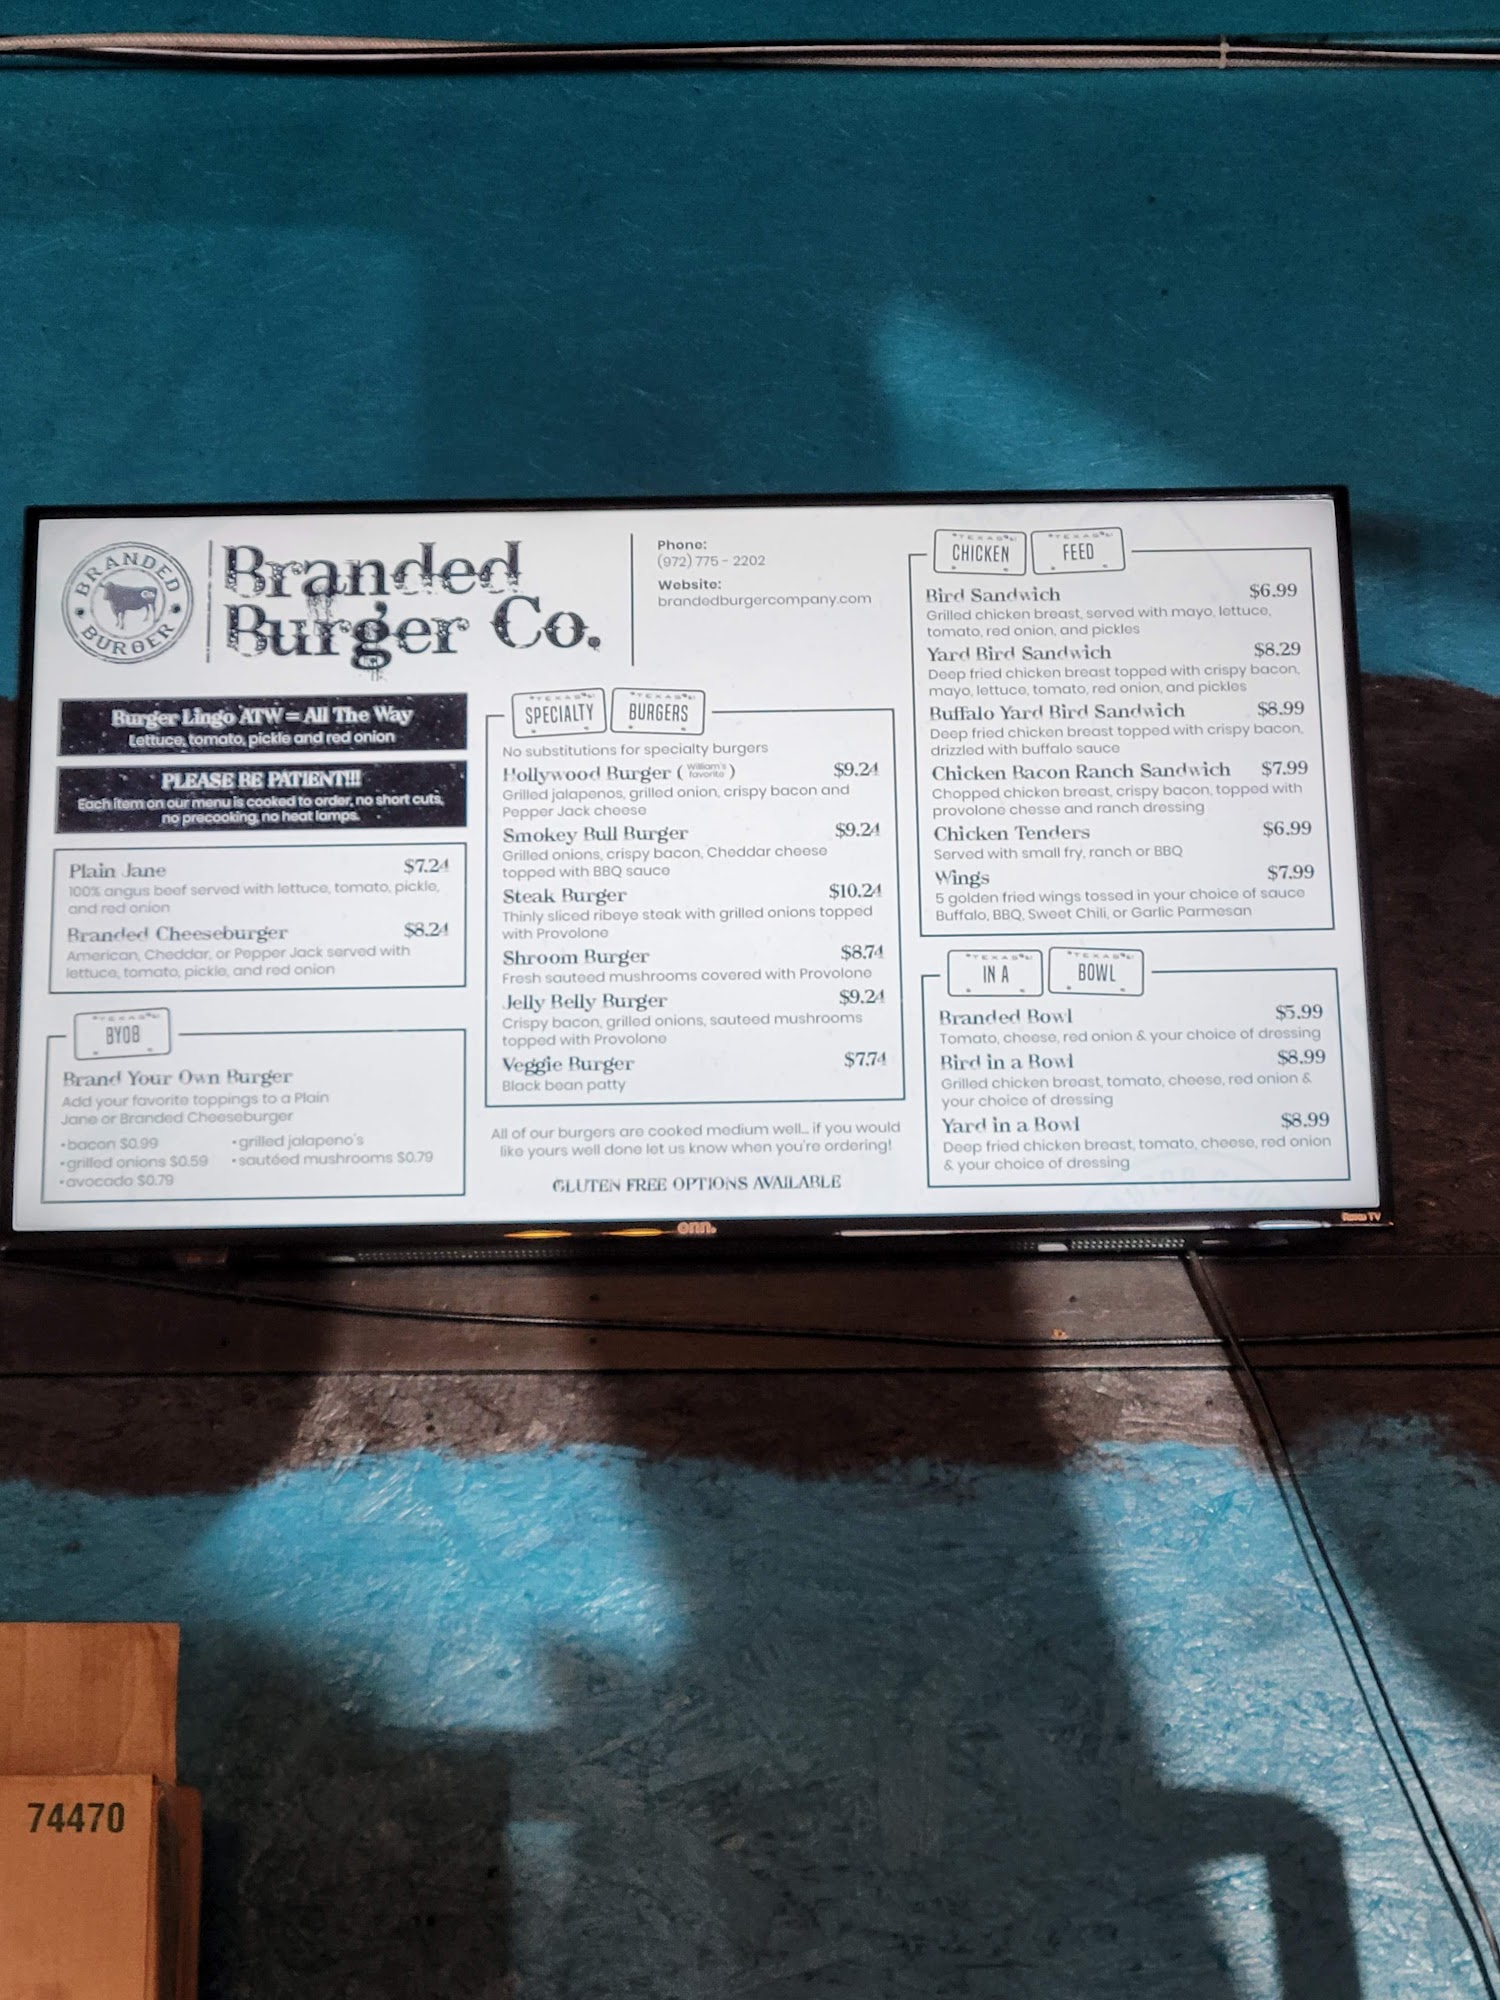 BRANDED
BURGER
Branded
Burger Co.
Phone:
(972) 775 - 2202
Website:
brandedburgercompany.com
Burger Lingo ATW = All The Way
Lettuce, tomato, pickle and red onion
PLEASE BE PATIENT!!!
Each item on our menu is cooked to order, no short cuts,
no precooking, no heat lamps.
Plain Jane $7.24
100% angus beef served with lettuce, tomato, pickle,
and red onion
Branded Cheeseburger $8.24
American, Cheddar, or Pepper Jack served with
lettuce, tomato, pickle, and red onion
TEXAS
BYOB
Brand Your Own Burger
Add your favorite toppings to a Plain
Jane or Branded Cheeseburger
•bacon $0.99
•grilled onions $0.59
•avocado $0.79
•grilled jalapeno's
•sautéed mushrooms $0.79
TEXAS TEXAS
SPECIALTY BURGERS
No substitutions for specialty burgers
Hollywood Burger (William's favorite) $9.24
Grilled jalapenos, grilled onion, crispy bacon and
Pepper Jack cheese
Smokey Bull Burger $9.24
Grilled onions, crispy bacon, Cheddar cheese
topped with BBQ sauce
Steak Burger $10.24
Thinly sliced ribeye steak with grilled onions topped
with Provolone
Shroom Burger $8.74
Fresh sauteed mushrooms covered with Provolone
Jelly Belly Burger $9.24
Crispy bacon, grilled onions, sauteed mushrooms
topped with Provolone
Veggie Burger $7.74
Black bean patty
All of our burgers are cooked medium well... if you would
like yours well done let us know when you're ordering!
GLUTEN FREE OPTIONS AVAILABLE
TEXAS TEXAS
CHICKEN FEED
Bird Sandwich $6.99
Grilled chicken breast, served with mayo, lettuce,
tomato, red onion, and pickles
Yard Bird Sandwich $8.29
Deep fried chicken breast topped with crispy bacon,
mayo, lettuce, tomato, red onion, and pickles
Buffalo Yard Bird Sandwich $8.99
Deep fried chicken breast topped with crispy bacon,
drizzled with buffalo sauce
Chicken Bacon Ranch Sandwich $7.99
Chopped chicken breast, crispy bacon, topped with
provolone chesse and ranch dressing
Chicken Tenders $6.99
Served with small fry, ranch or BBQ
Wings $7.99
5 golden fried wings tossed in your choice of sauce
Buffalo, BBQ, Sweet Chili, or Garlic Parmesan
TEXAS TEXAS
IN A BOWL
Branded Bowl $5.99
Tomato, cheese, red onion & your choice of dressing
Bird in a Bowl $8.99
Grilled chicken breast, tomato, cheese, red onion &
your choice of dressing
Yard in a Bowl $8.99
Deep fried chicken breast, tomato, cheese, red onion
& your choice of dressing
onn.
Roku TV
74470